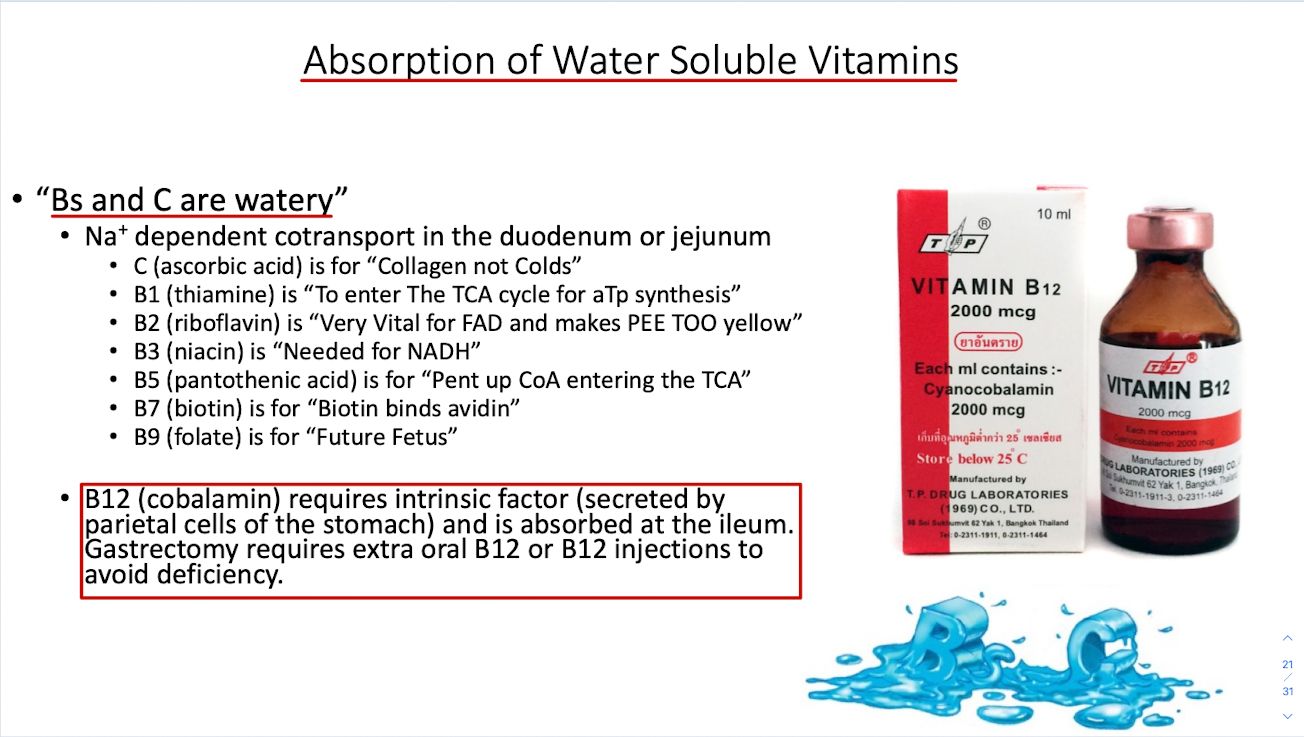 Absorption of Water Soluble Vitamins
• “Bs and C are watery”
• Na⁺ dependent cotransport in the duodenum or jejunum
• C (ascorbic acid) is for “Collagen not Colds”
• B1 (thiamine) is “To enter The TCA cycle for aTp synthesis”
• B2 (riboflavin) is “Very Vital for FAD and makes PEE TOO yellow”
• B3 (niacin) is “Needed for NADH”
• B5 (pantothenic acid) is for “Pent up CoA entering the TCA”
• B7 (biotin) is for “Biotin binds avidin”
• B9 (folate) is for “Future Fetus”
• B12 (cobalamin) requires intrinsic factor (secreted by
parietal cells of the stomach) and is absorbed at the ileum.
Gastrectomy requires extra oral B12 or B12 injections to
avoid deficiency.
10 ml
T P ®
VITAMIN B12
2000 mcg
ยาอันตราย
Each ml contains :-
Cyanocobalamin
2000 mcg
เก็บที่อุณหภูมิต่ำกว่า 25° เซลเซียส
Store below 25°C
Manufactured by
T.P. DRUG LABORATORIES
(1969) CO., LTD.
98 Soi Sukhumvit 62 Yak 1, Bangkok Thailand
Tel: 0-2311-1911, 0-2311-1464
T P ®
VITAMIN B12
2000 mcg
Each ml contains
Cyanocobalamin 2000 mcg
Manufactured by
DRUG LABORATORIES (1969) CO.,
Soi Sukhumvit 62 Yak 1, Bangkok, Thailand
Tel. 0-2311-1911-3, 0-2311-1464
Bs C
21
/
31